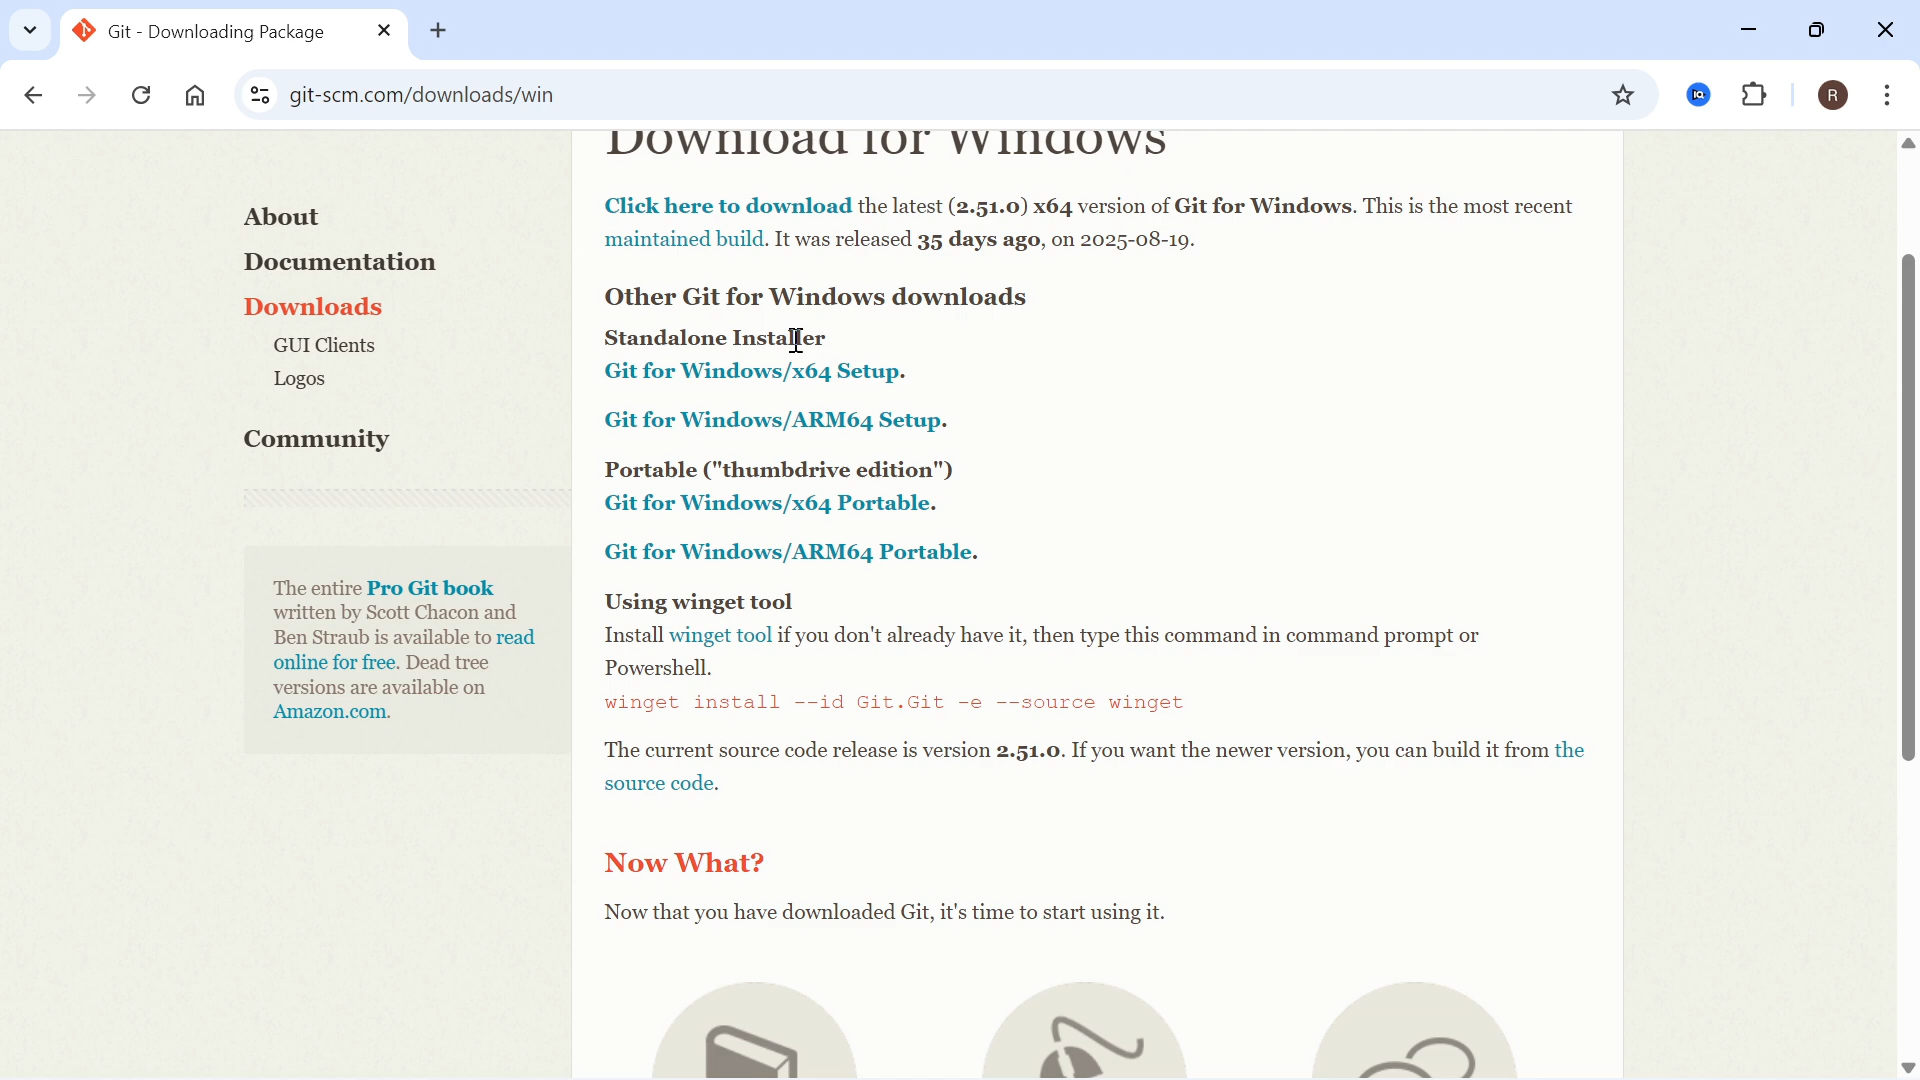 Git - Downloading Package
git-scm.com/downloads/win
R
Download for Windows
Click here to download the latest (2.51.0) x64 version of Git for Windows. This is the most recent
maintained build. It was released 35 days ago, on 2025-08-19.
Other Git for Windows downloads
Standalone Installer
Git for Windows/x64 Setup.
Git for Windows/ARM64 Setup.
Portable ("thumbdrive edition")
Git for Windows/x64 Portable.
Git for Windows/ARM64 Portable.
Using winget tool
Install winget tool if you don't already have it, then type this command in command prompt or
Powershell.
winget install --id Git.Git -e --source winget
The current source code release is version 2.51.0. If you want the newer version, you can build it from the
source code.
Now What?
Now that you have downloaded Git, it's time to start using it.
About
Documentation
Downloads
GUI Clients
Logos
Community
The entire Pro Git book
written by Scott Chacon and
Ben Straub is available to read
online for free. Dead tree
versions are available on
Amazon.com.